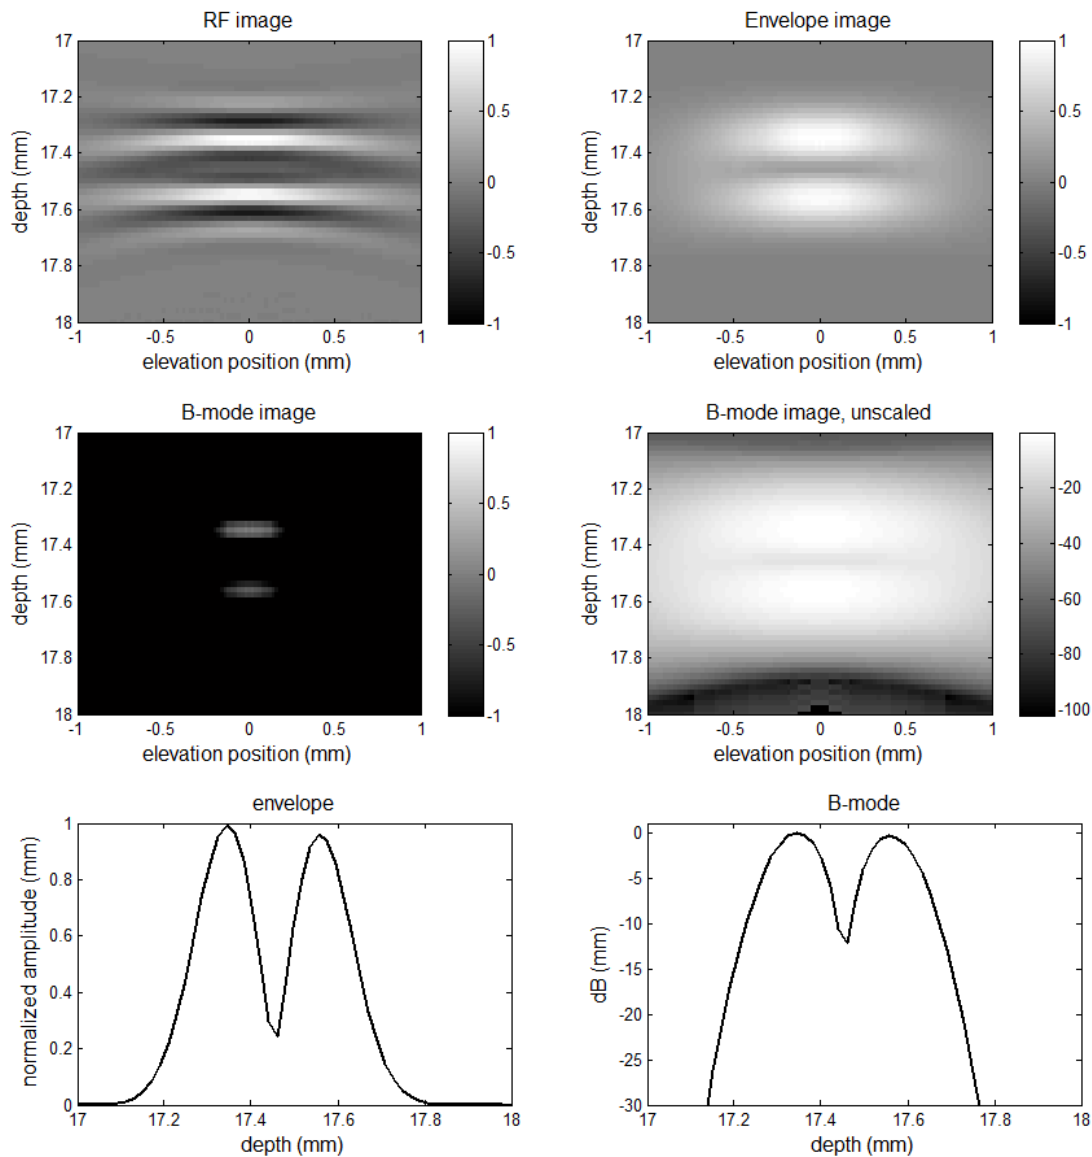 RF image
17
17.2
17.4
17.6
17.8
18
depth (mm)
-1 -0.5 0 0.5 1
elevation position (mm)
1
0.5
0
-0.5
-1
Envelope image
17
17.2
17.4
17.6
17.8
18
depth (mm)
-1 -0.5 0 0.5 1
elevation position (mm)
1
0.5
0
-0.5
-1
B-mode image
17
17.2
17.4
17.6
17.8
18
depth (mm)
-1 -0.5 0 0.5 1
elevation position (mm)
1
0.5
0
-0.5
-1
B-mode image, unscaled
17
17.2
17.4
17.6
17.8
18
depth (mm)
-1 -0.5 0 0.5 1
elevation position (mm)
-20
-40
-60
-80
-100
envelope
1
0.8
0.6
0.4
0.2
0
normalized amplitude (mm)
17 17.2 17.4 17.6 17.8 18
depth (mm)
B-mode
0
-5
-10
-15
-20
-25
-30
dB (mm)
17 17.2 17.4 17.6 17.8 18
depth (mm)